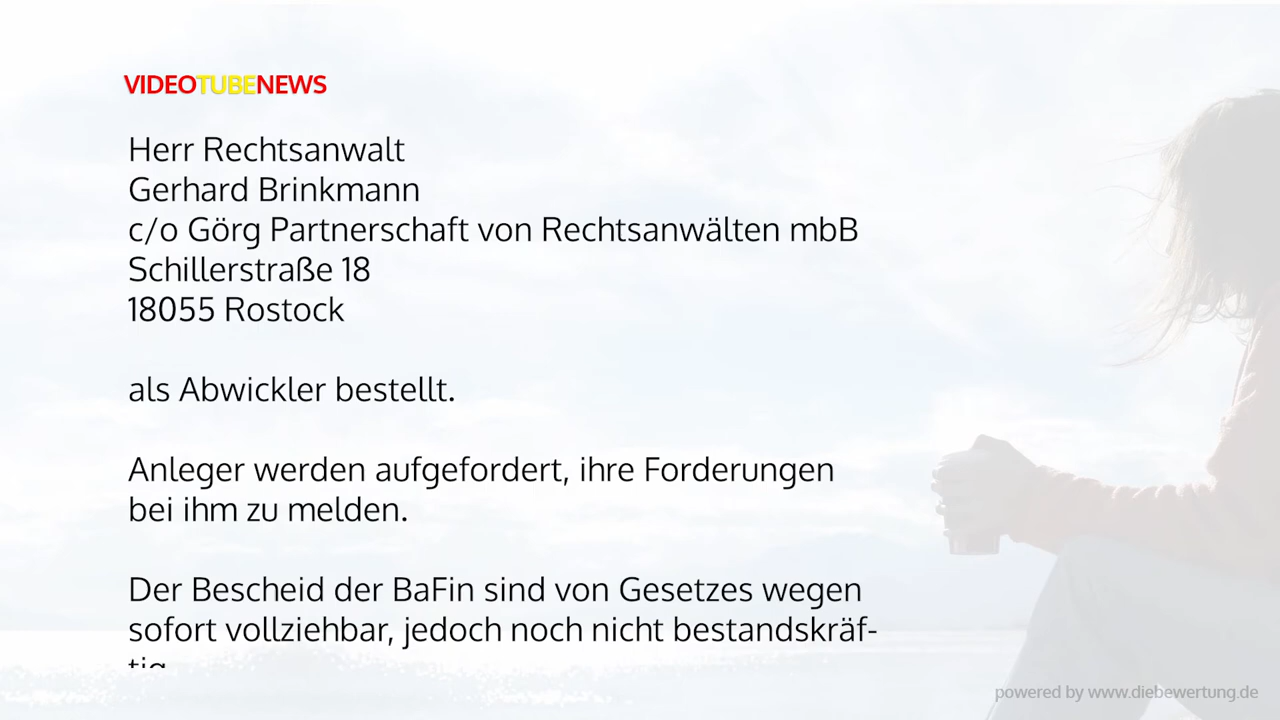 VIDEOTUBENEWS
Herr Rechtsanwalt
Gerhard Brinkmann
c/o Görg Partnerschaft von Rechtsanwälten mbB
Schillerstraße 18
18055 Rostock
als Abwickler bestellt.
Anleger werden aufgefordert, ihre Forderungen
bei ihm zu melden.
Der Bescheid der BaFin sind von Gesetzes wegen
sofort vollziehbar, jedoch noch nicht bestandskräf-
tig
powered by www.diebewertung.de